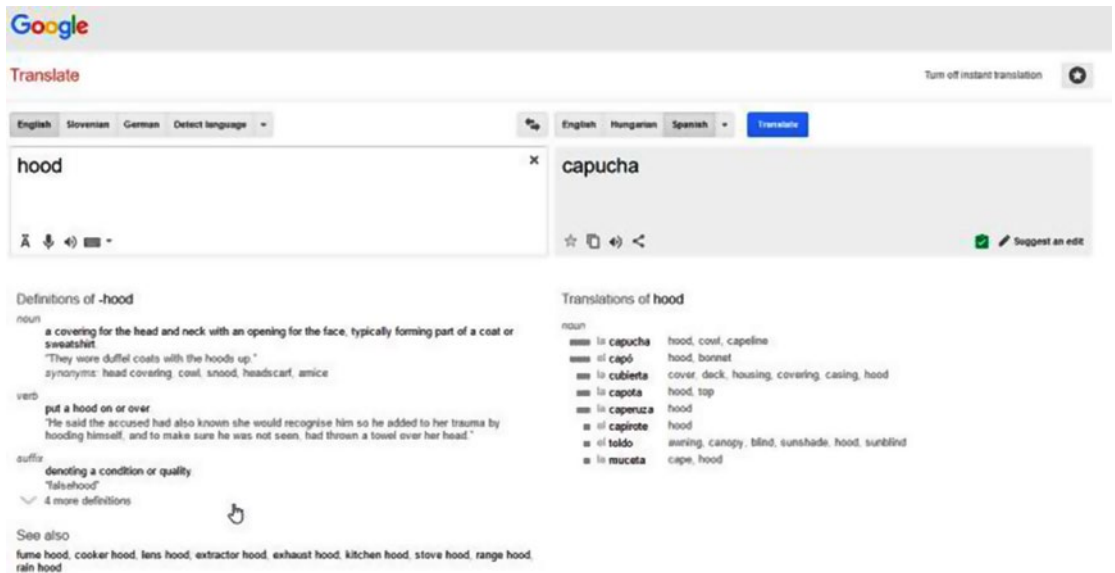 Google
Translate
Turn off instant translation
English Slovenian German Detect language
English Hungarian Spanish Translate
hood
capucha
Suggest an edit
Definitions of -hood
noun
a covering for the head and neck with an opening for the face, typically forming part of a coat or
sweatshirt.
"They wore duffel coats with the hoods up."
synonyms: head covering, cowl, snood, headscarf, amice
verb
put a hood on or over.
"He said the accused had also known she would recognise him so he added to her trauma by
hooding himself, and to make sure he was not seen, had thrown a towel over her head."
suffix
denoting a condition or quality.
"falsehood"
4 more definitions
See also
fume hood, cooker hood, lens hood, extractor hood, exhaust hood, kitchen hood, stove hood, range hood,
rain hood
Translations of hood
noun
la capucha hood, cowl, capeline
el capó hood, bonnet
la cubierta cover, deck, housing, covering, casing, hood
la capota hood, top
la caperuza hood
el capirote hood
el toldo awning, canopy, blind, sunshade, hood, sunblind
la muceta cape, hood